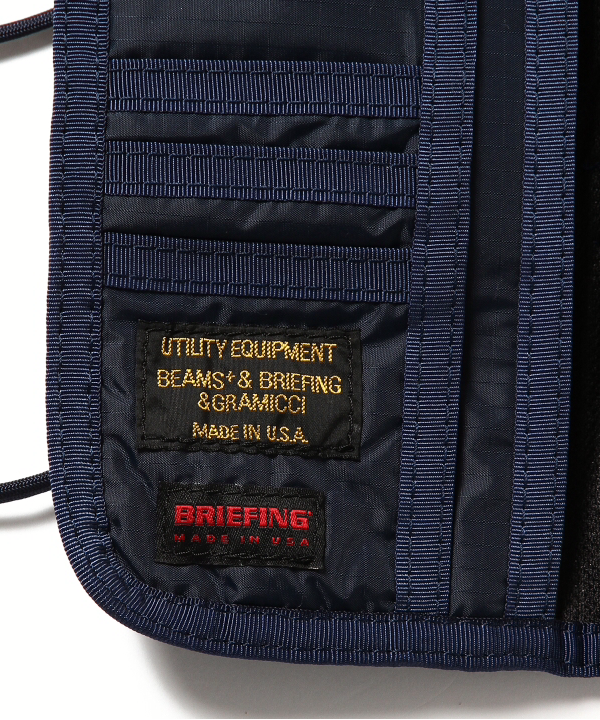 UTILITY EQUIPMENT
BEAMS+ & BRIEFING
&GRAMICCI
MADE IN U.S.A.
BRIEFING®
MADE IN USA